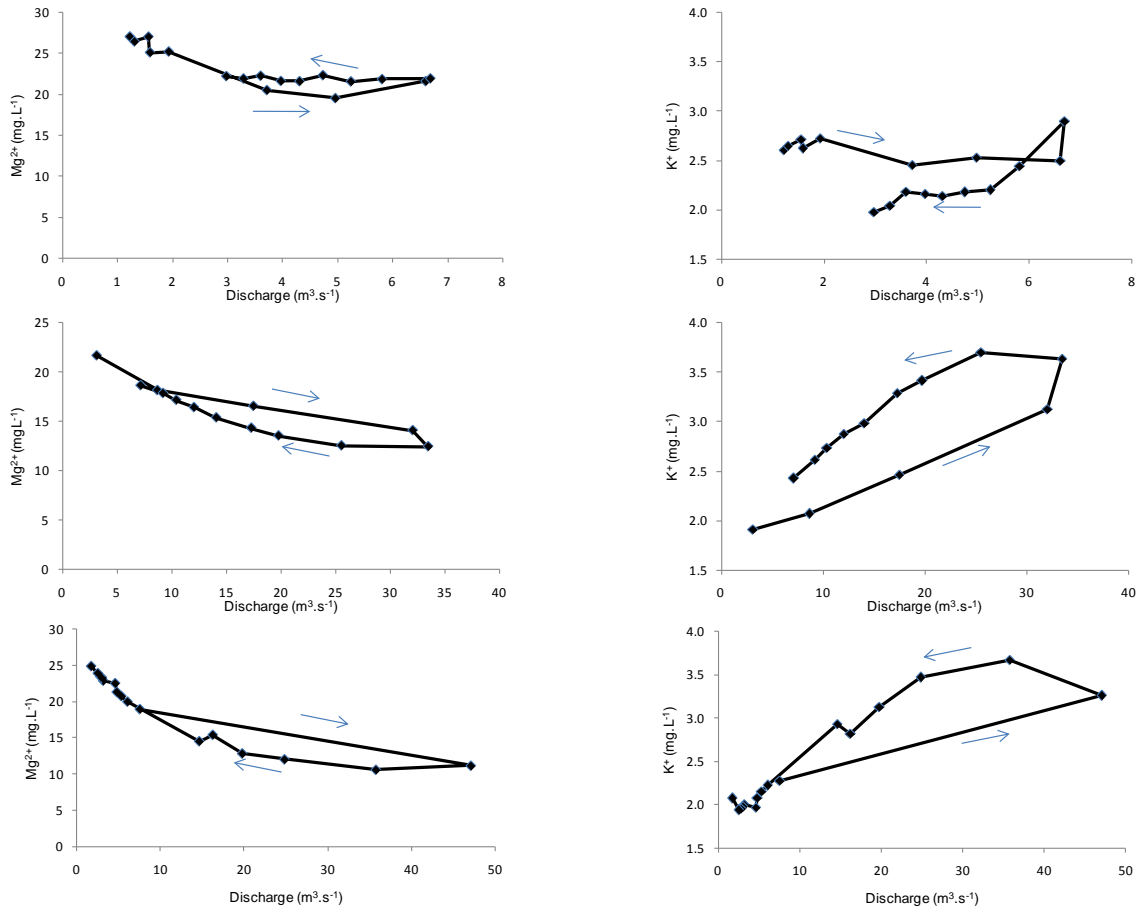 30
25
20
15
10
5
0
Mg²⁺ (mg.L⁻¹)
0 1 2 3 4 5 6 7 8
Discharge (m³.s⁻¹)
4.0
3.5
3.0
2.5
2.0
1.5
K⁺ (mg.L⁻¹)
0 2 4 6 8
Discharge (m³.s⁻¹)
25
20
15
10
5
0
Mg²⁺ (mgL⁻¹)
0 5 10 15 20 25 30 35 40
Discharge (m³.s⁻¹)
4.0
3.5
3.0
2.5
2.0
1.5
K⁺ (mg.L⁻¹)
0 10 20 30 40
Discharge (m³.s-¹)
30
25
20
15
10
5
0
Mg²⁺ (mg.L⁻¹)
0 10 20 30 40 50
Discharge (m³.s⁻¹)
4.0
3.5
3.0
2.5
2.0
1.5
K⁺ (mg.L⁻¹)
0 10 20 30 40 50
Discharge (m³.s⁻¹)